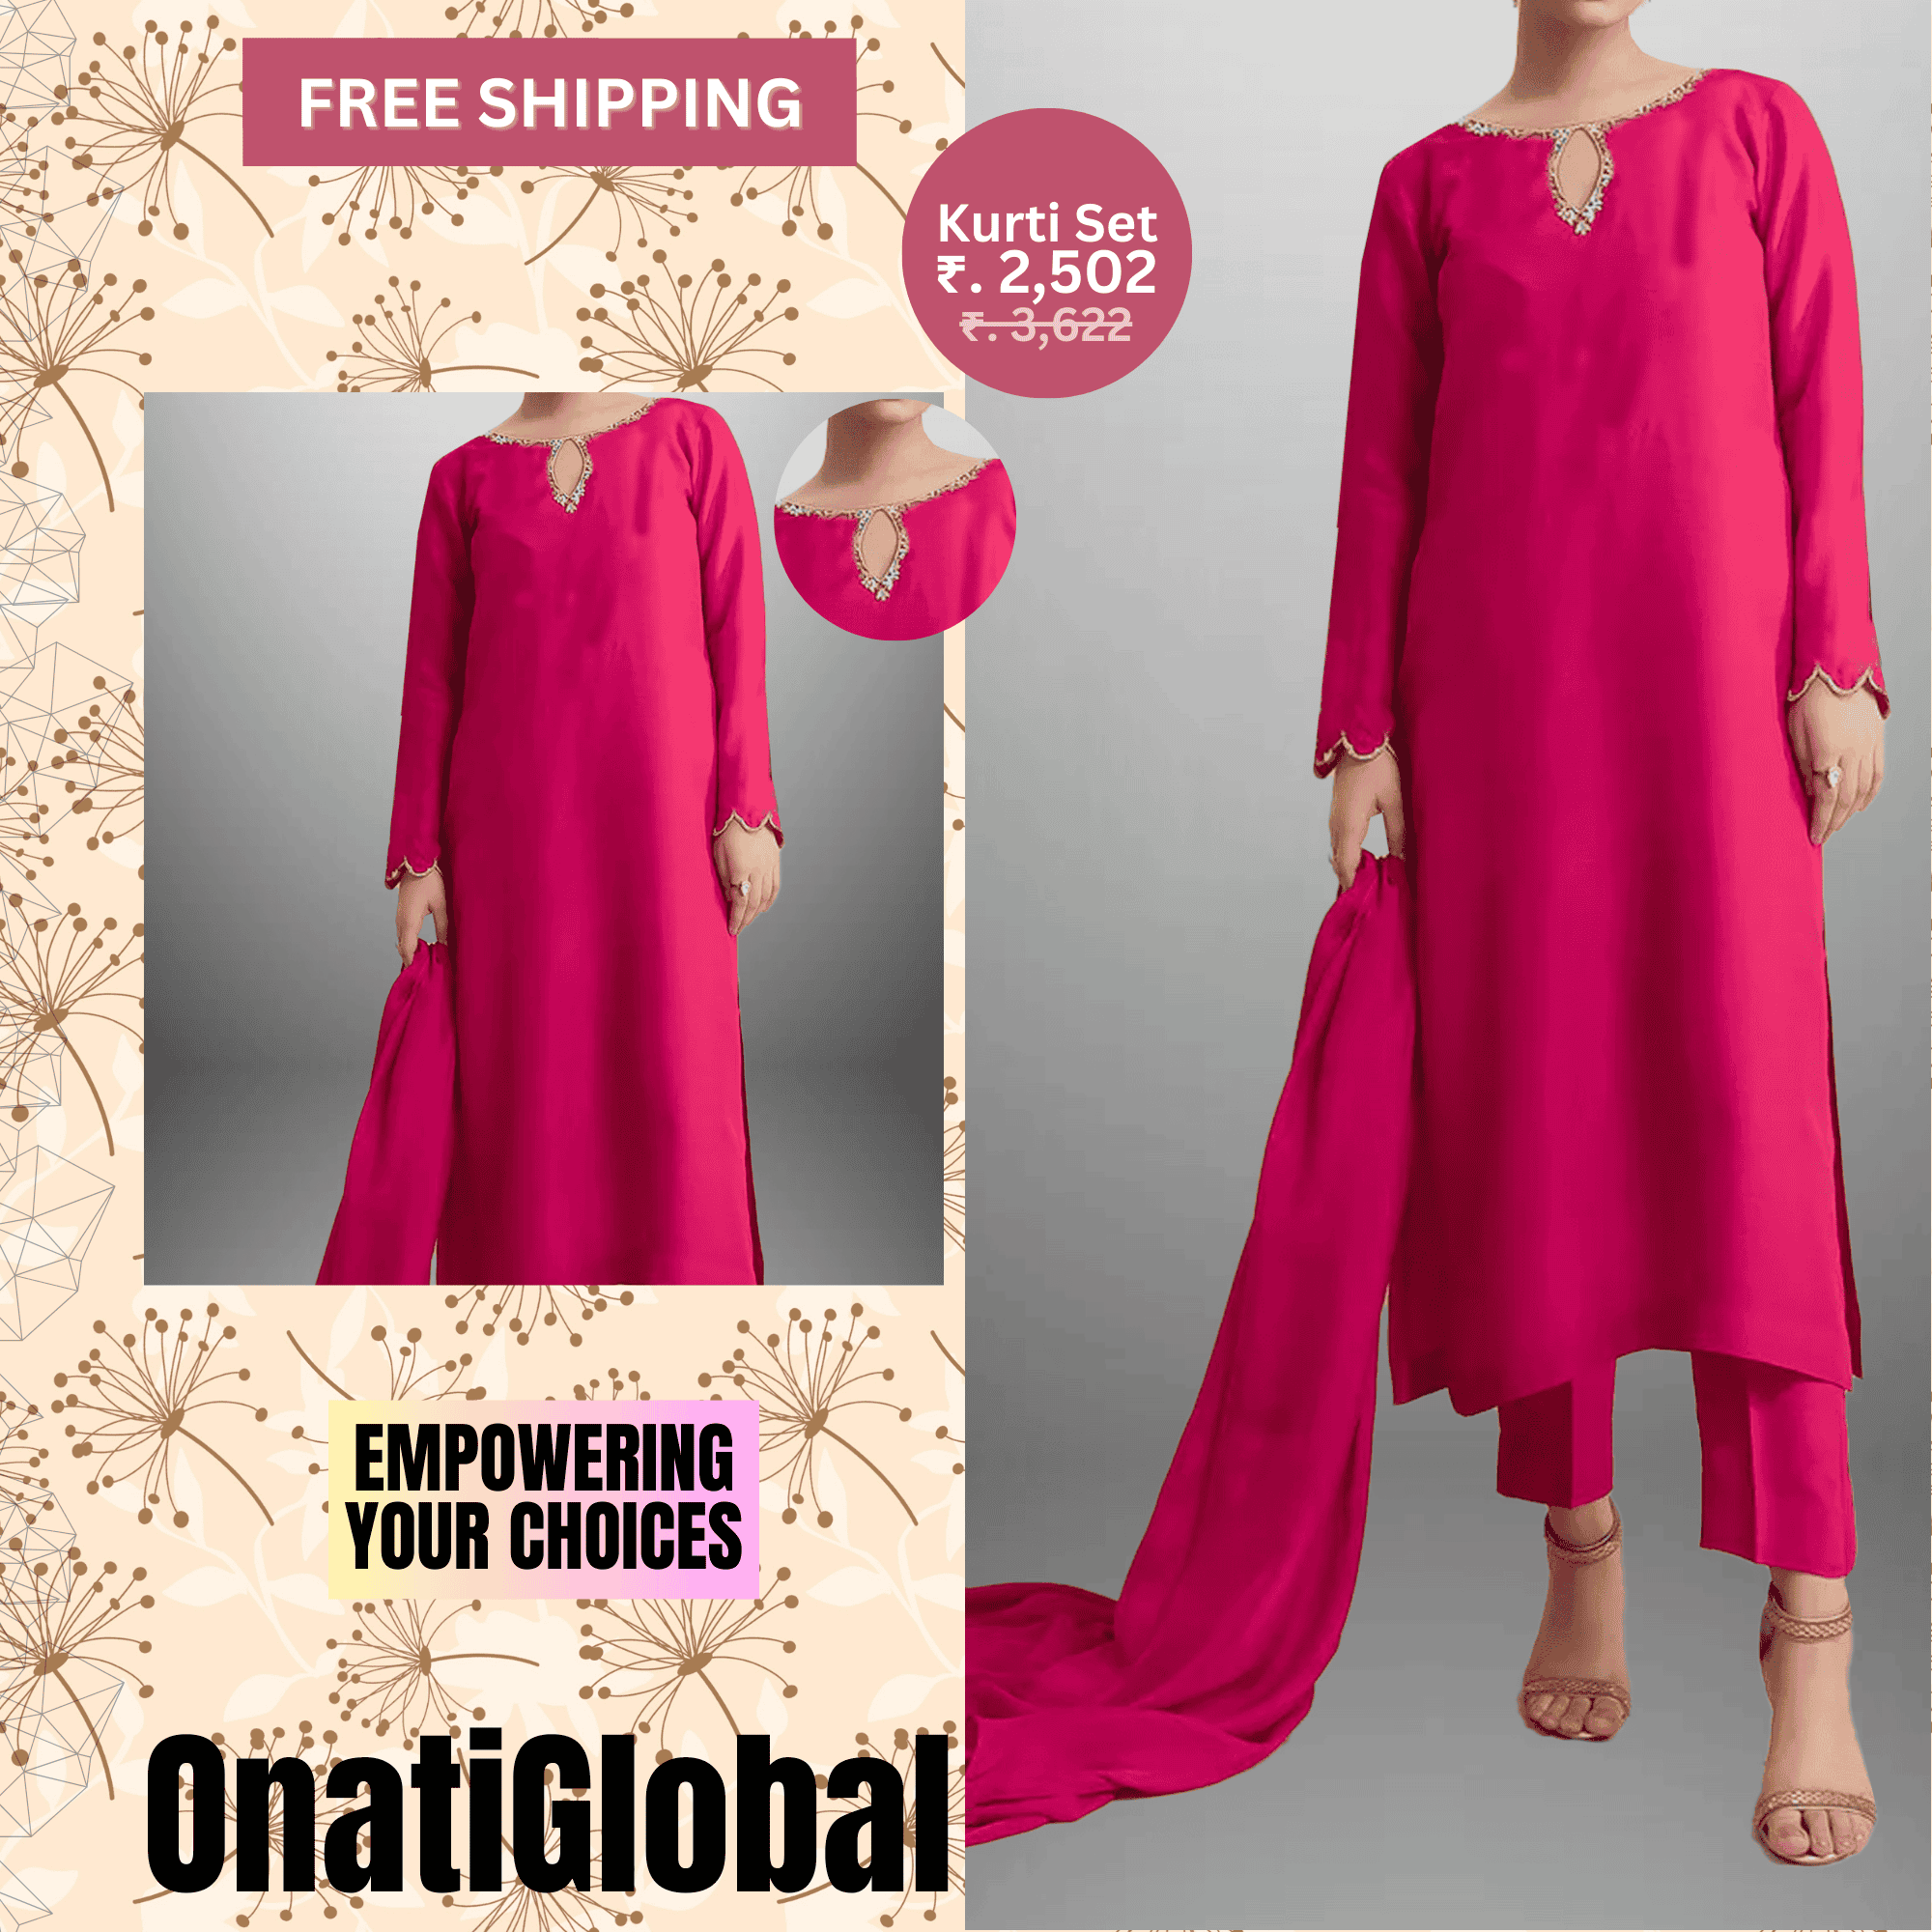 FREE SHIPPING
Kurti Set
₹. 2,502
₹. 3,622
EMPOWERING
YOUR CHOICES
OnatiGlobal